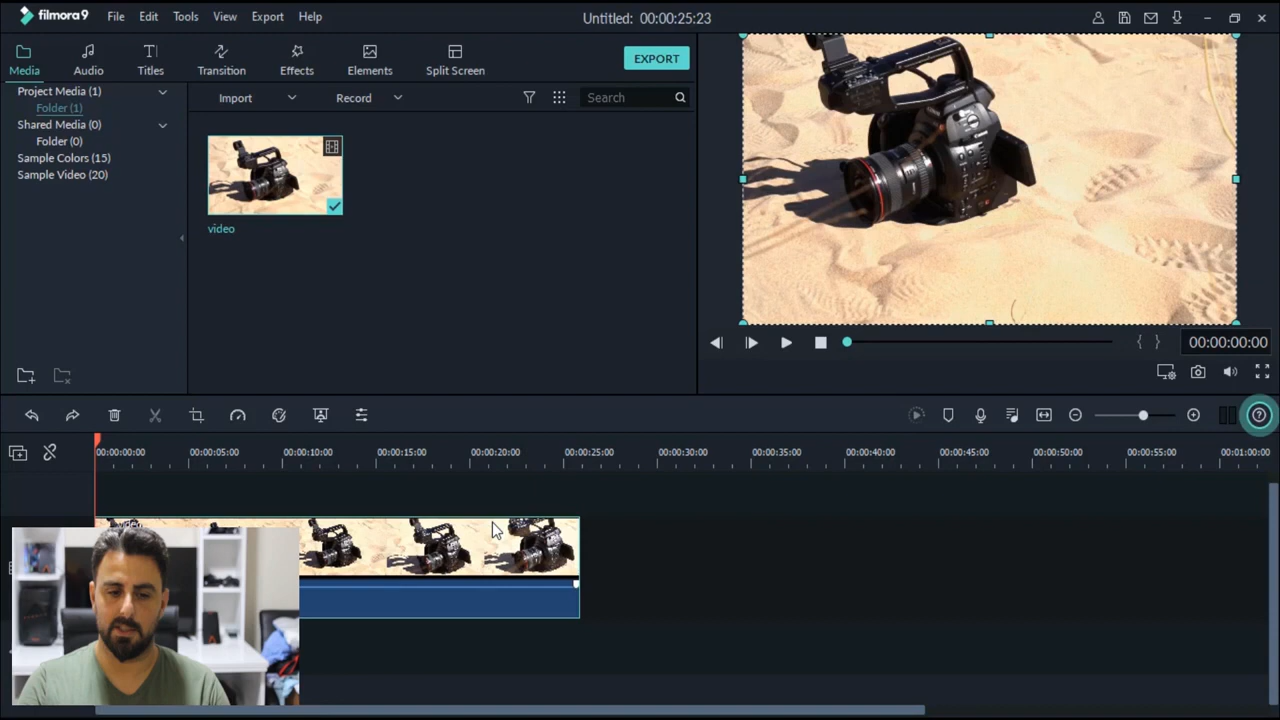 filmora9 File Edit Tools View Export Help Untitled: 00:00:25:23
Media Audio Titles Transition Effects Elements Split Screen EXPORT
Project Media (1)
Folder (1)
Shared Media (0)
Folder (0)
Sample Colors (15)
Sample Video (20)
Import Record Search
video
Canon
00:00:00:00
00:00:00:00 00:00:05:00 00:00:10:00 00:00:15:00 00:00:20:00 00:00:25:00 00:00:30:00 00:00:35:00 00:00:40:00 00:00:45:00 00:00:50:00 00:00:55:00 00:01:00:00
video